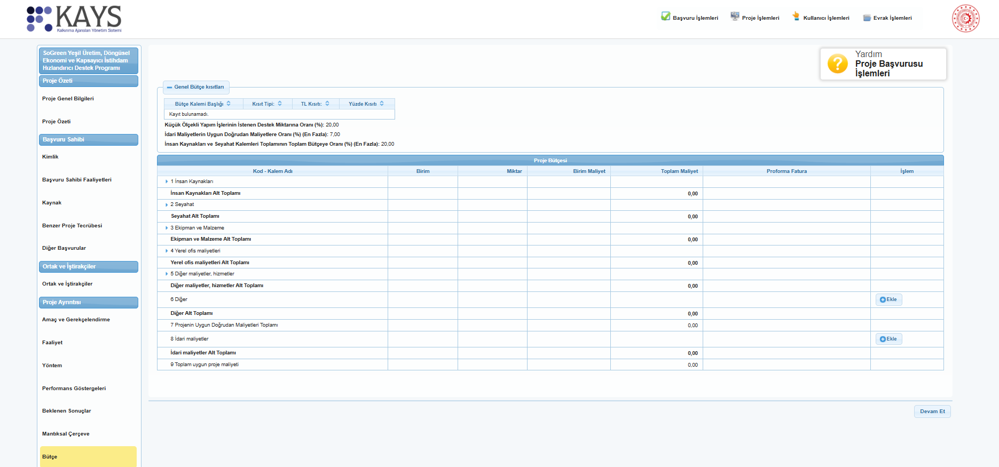 KAYS
Kalkınma Ajansları Yönetim Sistemi
Başvuru İşlemleri
Proje İşlemleri
Kullanıcı İşlemleri
Evrak İşlemleri
SoGreen Yeşil Üretim, Döngüsel
Ekonomi ve Kapsayıcı İstihdam
Hızlandırıcı Destek Programı
Proje Özeti
Proje Genel Bilgileri
Proje Özeti
Başvuru Sahibi
Kimlik
Başvuru Sahibi Faaliyetleri
Kaynak
Benzer Proje Tecrübesi
Diğer Başvurular
Ortak ve İştirakçiler
Ortak ve İştirakçiler
Proje Ayrıntısı
Amaç ve Gerekçelendirme
Faaliyet
Yöntem
Performans Göstergeleri
Beklenen Sonuçlar
Mantıksal Çerçeve
Bütçe
Yardım
Proje Başvurusu
İşlemleri
Genel Bütçe kısıtları
Bütçe Kalemi Başlığı Kısıt Tipi: TL Kısıtı: Yüzde Kısıtı
Kayıt bulunamadı.
Küçük Ölçekli Yapım İşlerinin İstenen Destek Miktarına Oranı (%): 20,00
İdari Maliyetlerin Uygun Doğrudan Maliyetlere Oranı (%) (En Fazla): 7,00
İnsan Kaynakları ve Seyahat Kalemleri Toplamının Toplam Bütçeye Oranı (%) (En Fazla): 20,00
Proje Bütçesi
Kod - Kalem Adı Birim Miktar Birim Maliyet Toplam Maliyet Proforma Fatura İşlem
1 İnsan Kaynakları
İnsan Kaynakları Alt Toplamı 0,00
2 Seyahat
Seyahat Alt Toplamı 0,00
3 Ekipman ve Malzeme
Ekipman ve Malzeme Alt Toplamı 0,00
4 Yerel ofis maliyetleri
Yerel ofis maliyetleri Alt Toplamı 0,00
5 Diğer maliyetler, hizmetler
Diğer maliyetler, hizmetler Alt Toplamı 0,00
6 Diğer Ekle
Diğer Alt Toplamı 0,00
7 Projenin Uygun Doğrudan Maliyetleri Toplamı 0,00
8 İdari maliyetler Ekle
İdari maliyetler Alt Toplamı 0,00
9 Toplam uygun proje maliyeti 0,00
Devam Et